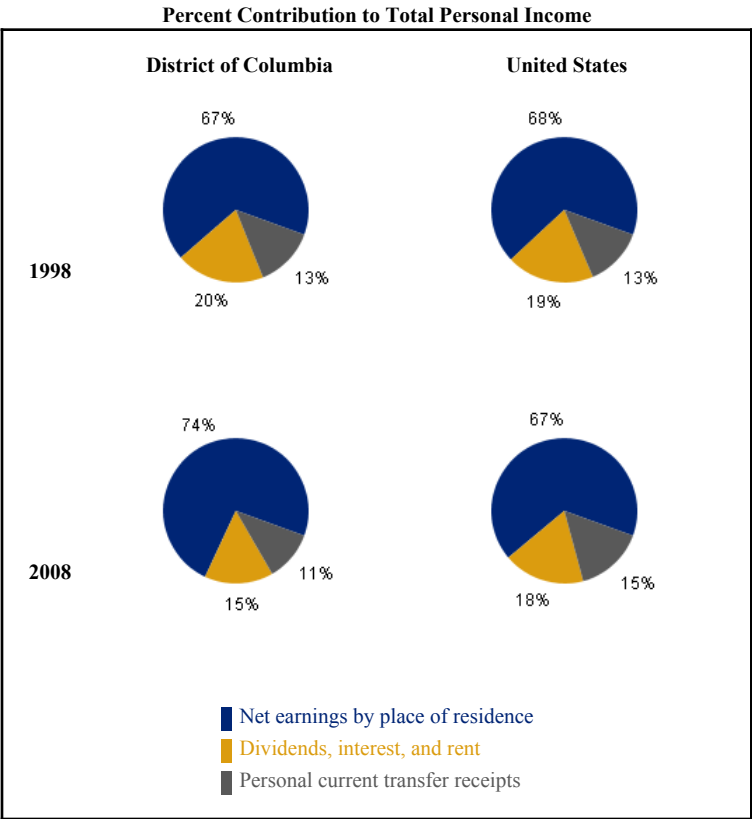 Percent Contribution to Total Personal Income
District of Columbia
United States
67%
68%
1998
13%
20%
13%
19%
74%
67%
2008
11%
15%
15%
18%
Net earnings by place of residence
Dividends, interest, and rent
Personal current transfer receipts